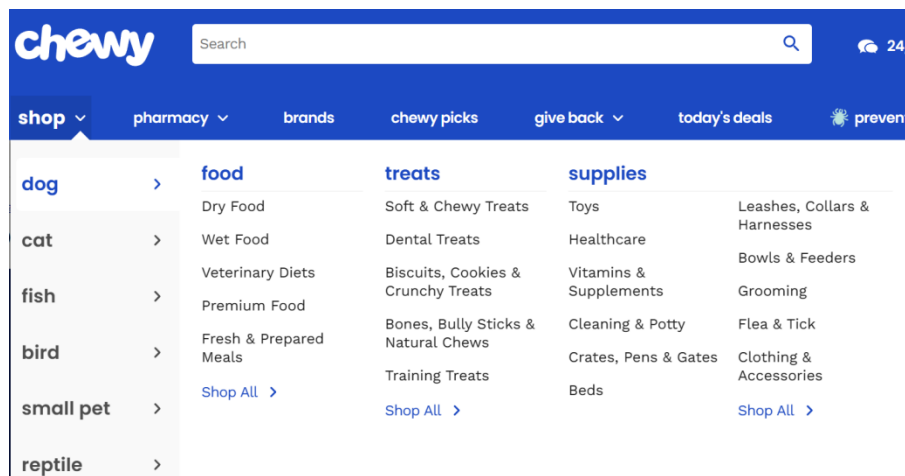 chewy
Search
24
shop
pharmacy
brands
chewy picks
give back
today's deals
preven
dog
cat
fish
bird
small pet
reptile
food
Dry Food
Wet Food
Veterinary Diets
Premium Food
Fresh & Prepared
Meals
Shop All
treats
Soft & Chewy Treats
Dental Treats
Biscuits, Cookies &
Crunchy Treats
Bones, Bully Sticks &
Natural Chews
Training Treats
Shop All
supplies
Toys
Healthcare
Vitamins &
Supplements
Cleaning & Potty
Crates, Pens & Gates
Beds
Leashes, Collars &
Harnesses
Bowls & Feeders
Grooming
Flea & Tick
Clothing &
Accessories
Shop All